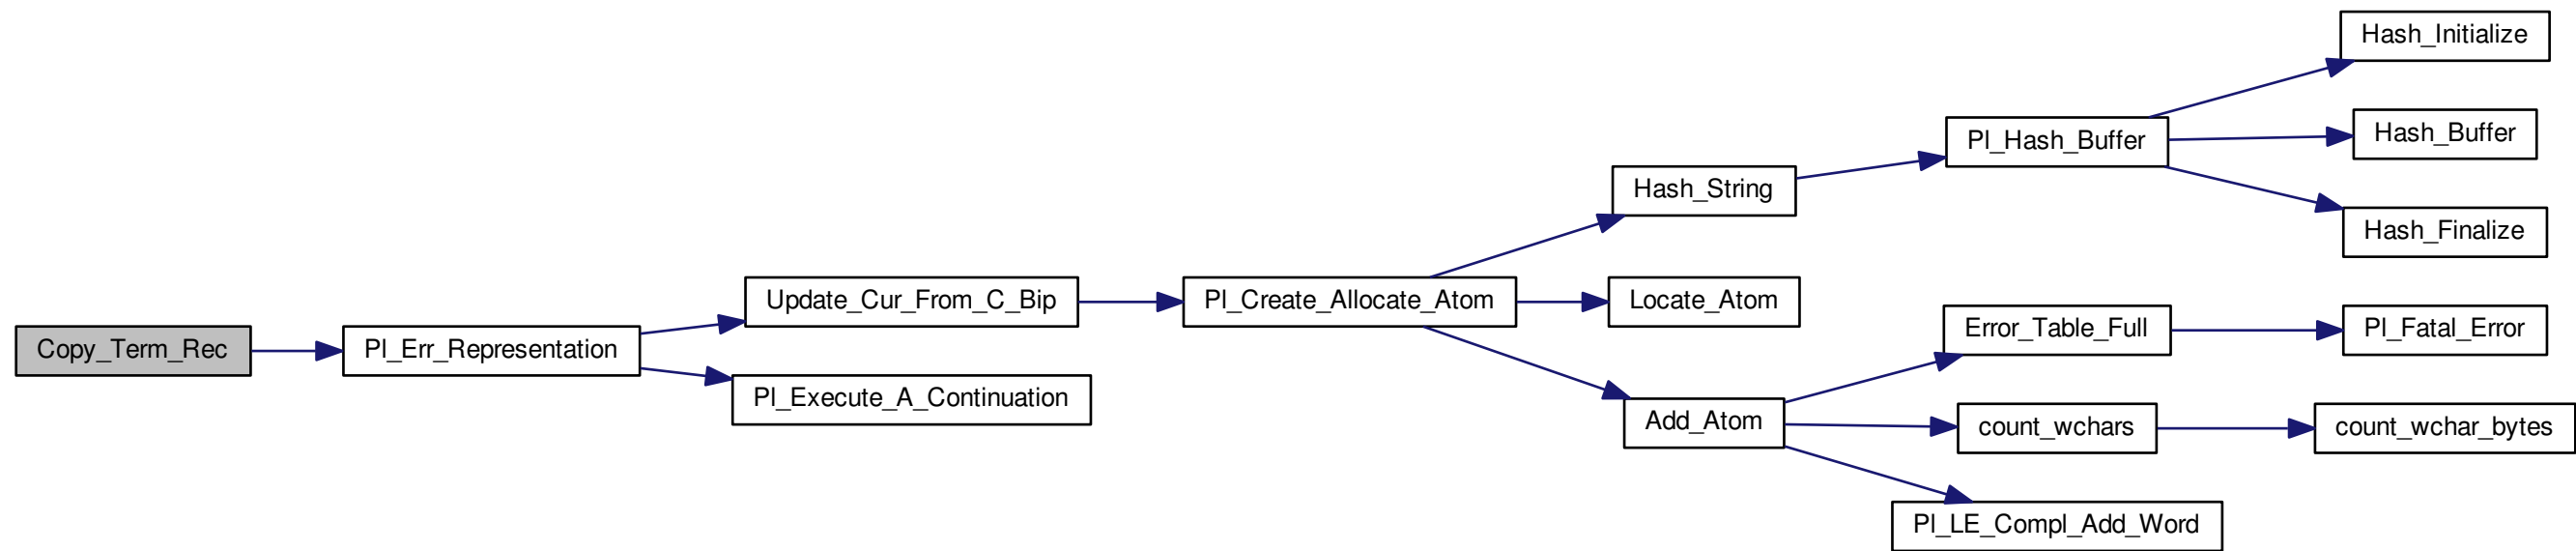 Copy_Term_Rec
Pl_Err_Representation
Update_Cur_From_C_Bip
Pl_Execute_A_Continuation
Pl_Create_Allocate_Atom
Hash_String
Locate_Atom
Add_Atom
Pl_Hash_Buffer
Error_Table_Full
count_wchars
Pl_LE_Compl_Add_Word
Hash_Initialize
Hash_Buffer
Hash_Finalize
Pl_Fatal_Error
count_wchar_bytes